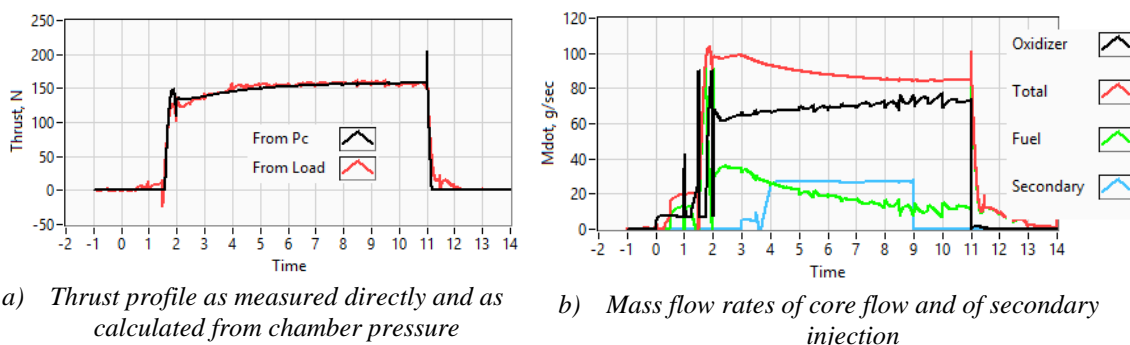 250
200
150
100
50
0
-50
Thrust, N
From Pc
From Load
-2 -1 0 1 2 3 4 5 6 7 8 9 10 11 12 13 14
Time
a) Thrust profile as measured directly and as
calculated from chamber pressure
120
100
80
60
40
20
0
Mdot, g/sec
Oxidizer
Total
Fuel
Secondary
-2 -1 0 1 2 3 4 5 6 7 8 9 10 11 12 13 14
Time
b) Mass flow rates of core flow and of secondary
injection